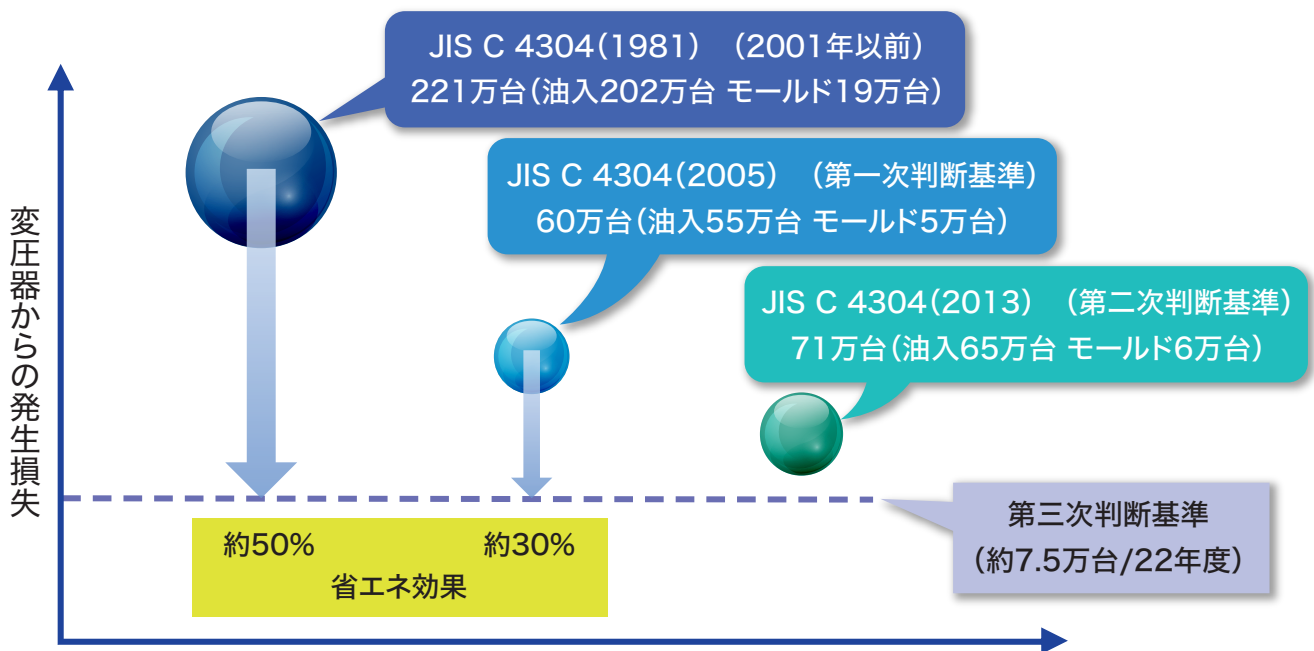 JIS C 4304(1981) (2001年以前)
221万台(油入202万台 モールド19万台)
JIS C 4304(2005) (第一次判断基準)
60万台(油入55万台 モールド5万台)
JIS C 4304(2013) (第二次判断基準)
71万台(油入65万台 モールド6万台)
変圧器からの発生損失
第三次判断基準
(約7.5万台/22年度)
約50% 約30%
省エネ効果